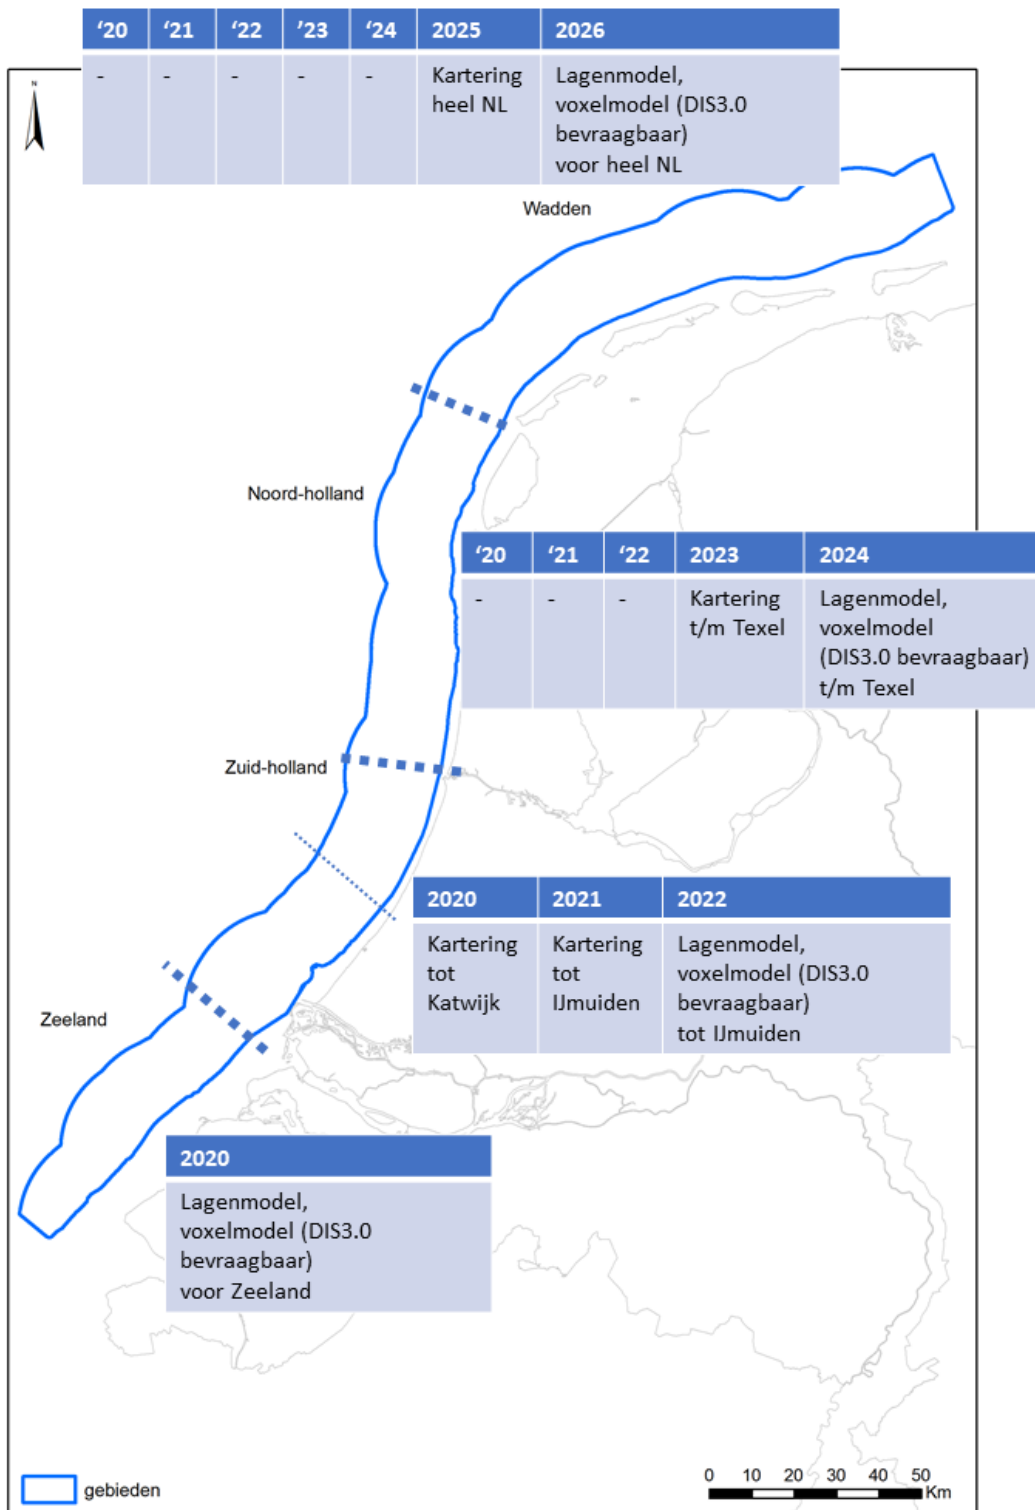 ‘20 ‘21 ‘22 ’23 ‘24 2025 2026
- - - - - Kartering heel NL
Lagenmodel,
voxelmodel (DIS3.0
bevraagbaar)
voor heel NL
N
Wadden
Noord-holland
‘20 ‘21 ‘22 2023 2024
- - - Kartering t/m Texel
Lagenmodel,
voxelmodel
(DIS3.0 bevraagbaar)
t/m Texel
Zuid-holland
2020 2021 2022
Kartering
tot
Katwijk
Kartering
tot
IJmuiden
Lagenmodel,
voxelmodel (DIS3.0
bevraagbaar)
tot IJmuiden
Zeeland
2020
Lagenmodel,
voxelmodel (DIS3.0
bevraagbaar)
voor Zeeland
gebieden
0 10 20 30 40 50
Km